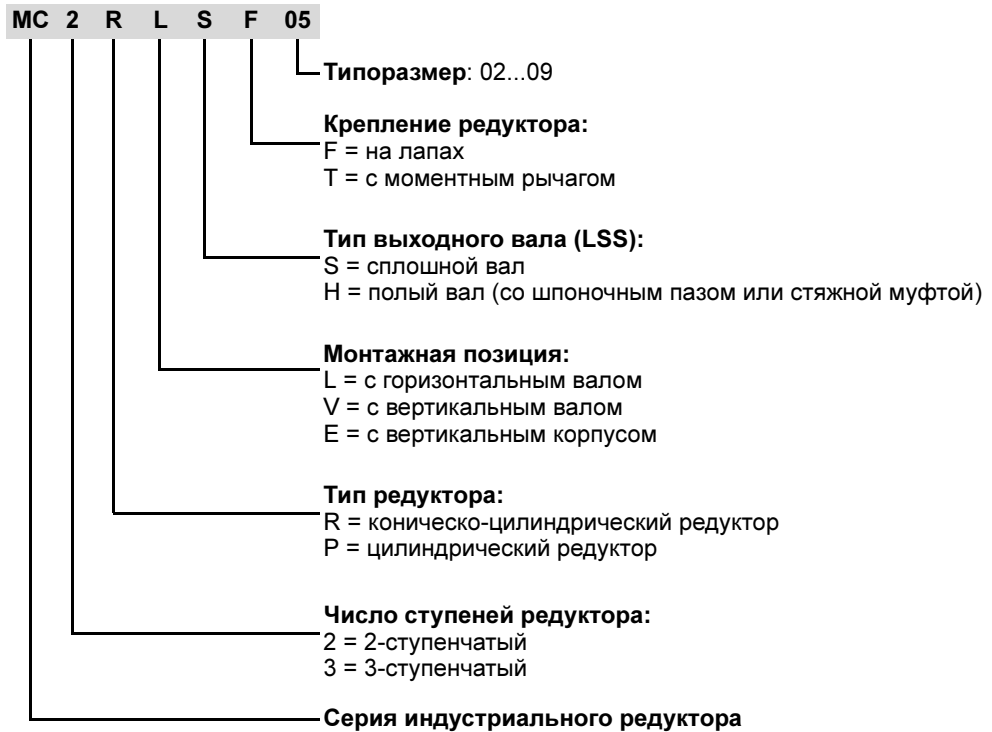 MC 2 R L S F 05
Типоразмер: 02...09
Крепление редуктора:
F = на лапах
T = с моментным рычагом
Тип выходного вала (LSS):
S = сплошной вал
H = полый вал (со шпоночным пазом или стяжной муфтой)
Монтажная позиция:
L = с горизонтальным валом
V = с вертикальным валом
E = с вертикальным корпусом
Тип редуктора:
R = коническо-цилиндрический редуктор
P = цилиндрический редуктор
Число ступеней редуктора:
2 = 2-ступенчатый
3 = 3-ступенчатый
Серия индустриального редуктора